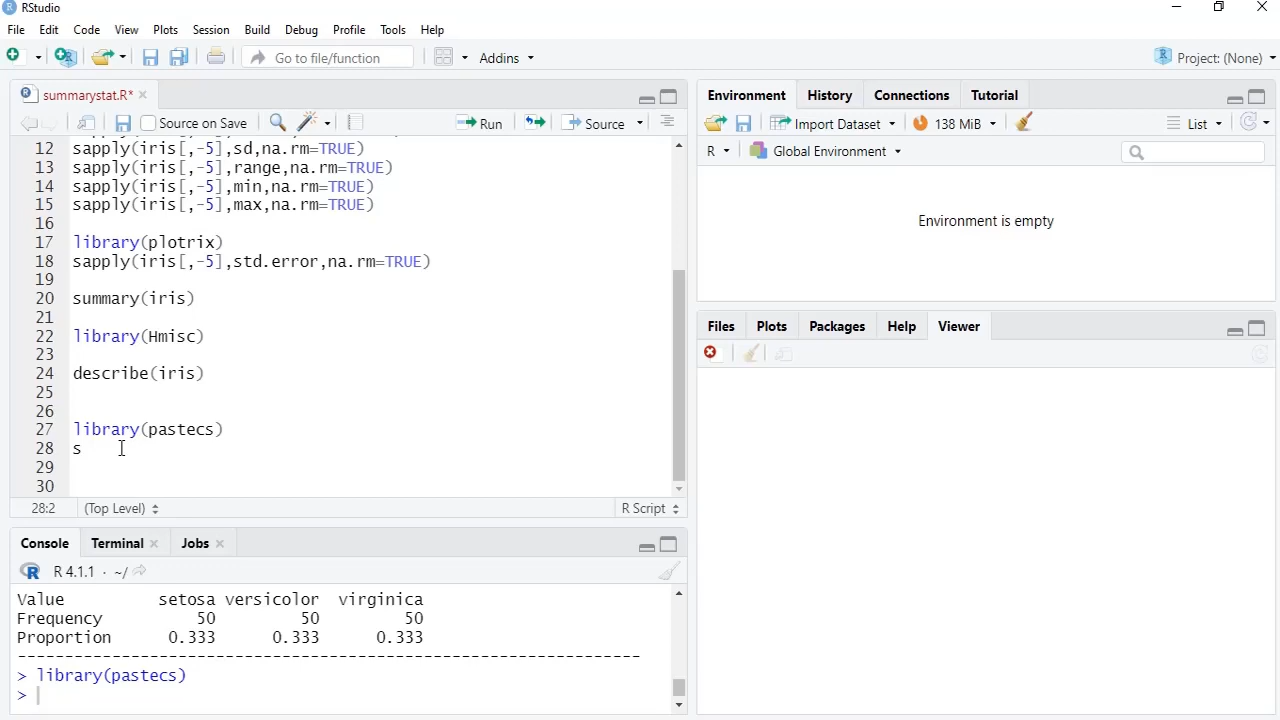 RStudio
File Edit Code View Plots Session Build Debug Profile Tools Help
Go to file/function Addins Project: (None)
summarystat.R*
Source on Save Run Source
12 sapply(iris[,-5],sd,na.rm=TRUE)
13 sapply(iris[,-5],range,na.rm=TRUE)
14 sapply(iris[,-5],min,na.rm=TRUE)
15 sapply(iris[,-5],max,na.rm=TRUE)
16
17 library(plotrix)
18 sapply(iris[,-5],std.error,na.rm=TRUE)
19
20 summary(iris)
21
22 library(Hmisc)
23
24 describe(iris)
25
26
27 library(pastecs)
28 s
29
30
28:2 (Top Level) R Script
Console Terminal Jobs
R 4.1.1 · ~/
Value setosa versicolor virginica
Frequency 50 50 50
Proportion 0.333 0.333 0.333
--------------------------------------------------------------------
> library(pastecs)
>
Environment History Connections Tutorial
Import Dataset 138 MiB List
R Global Environment
Environment is empty
Files Plots Packages Help Viewer